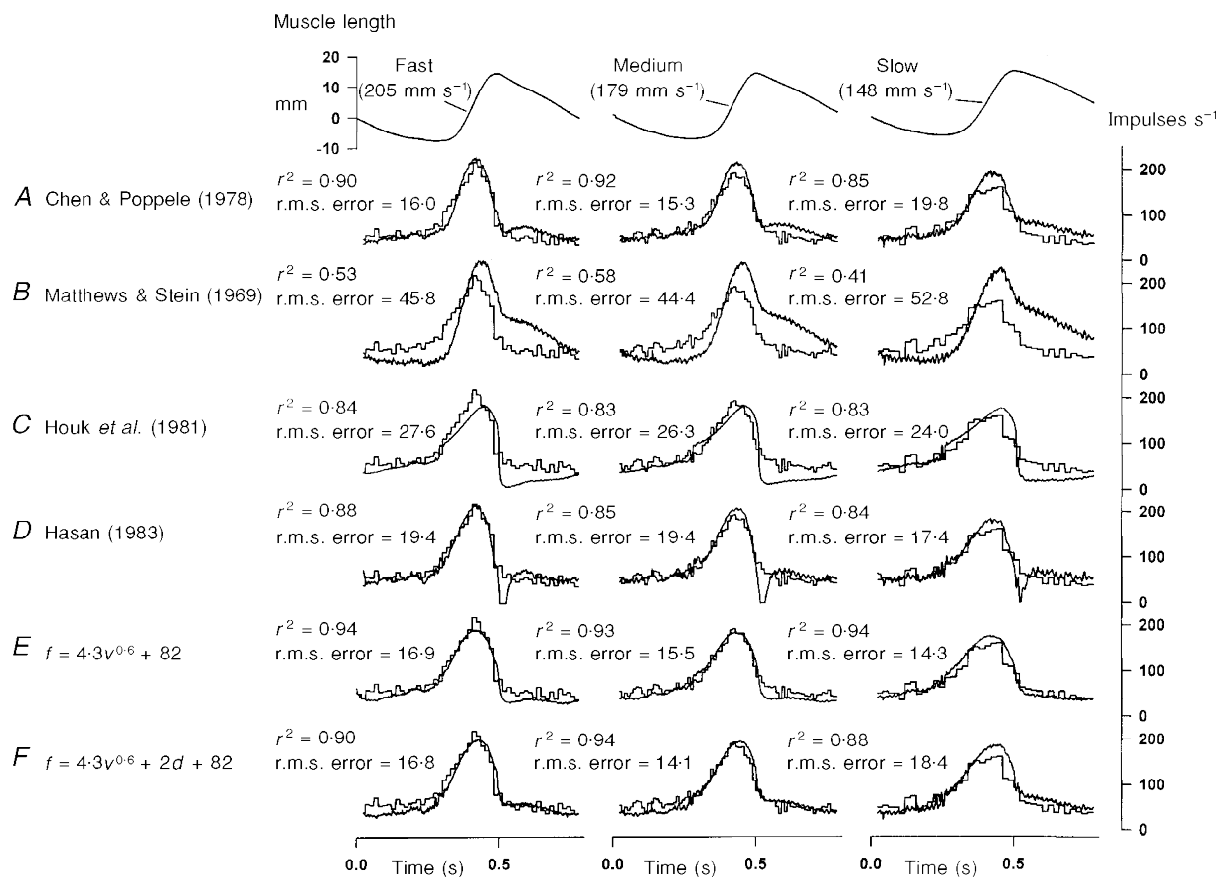 Muscle length
20
10
mm
0
-10
Fast
(205 mm s⁻¹)
Medium
(179 mm s⁻¹)
Slow
(148 mm s⁻¹)
Impulses s⁻¹
A Chen & Poppele (1978)
r² = 0·90
r.m.s. error = 16·0
r² = 0·92
r.m.s. error = 15·3
r² = 0·85
r.m.s. error = 19·8
200
100
0
B Matthews & Stein (1969)
r² = 0·53
r.m.s. error = 45·8
r² = 0·58
r.m.s. error = 44·4
r² = 0·41
r.m.s. error = 52·8
200
100
0
C Houk et al. (1981)
r² = 0·84
r.m.s. error = 27·6
r² = 0·83
r.m.s. error = 26·3
r² = 0·83
r.m.s. error = 24·0
200
100
0
D Hasan (1983)
r² = 0·88
r.m.s. error = 19·4
r² = 0·85
r.m.s. error = 19·4
r² = 0·84
r.m.s. error = 17·4
200
100
0
E f = 4·3v⁰·⁶ + 82
r² = 0·94
r.m.s. error = 16·9
r² = 0·93
r.m.s. error = 15·5
r² = 0·94
r.m.s. error = 14·3
200
100
0
F f = 4·3v⁰·⁶ + 2d + 82
r² = 0·90
r.m.s. error = 16·8
r² = 0·94
r.m.s. error = 14·1
r² = 0·88
r.m.s. error = 18·4
200
100
0
0.0 Time (s) 0.5
0.0 Time (s) 0.5
0.0 Time (s) 0.5